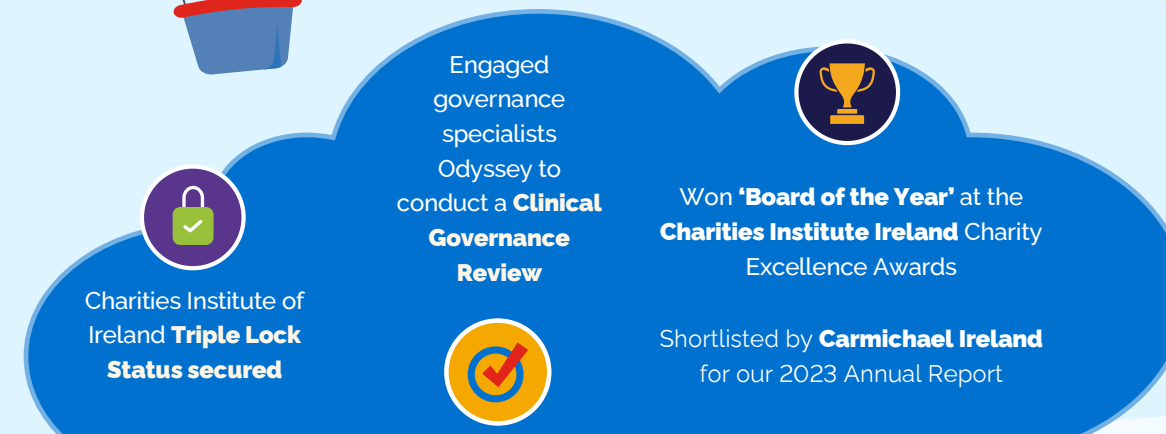 Charities Institute of
Ireland Triple Lock
Status secured
Engaged
governance
specialists
Odyssey to
conduct a Clinical
Governance
Review
Won ‘Board of the Year’ at the
Charities Institute Ireland Charity
Excellence Awards
Shortlisted by Carmichael Ireland
for our 2023 Annual Report